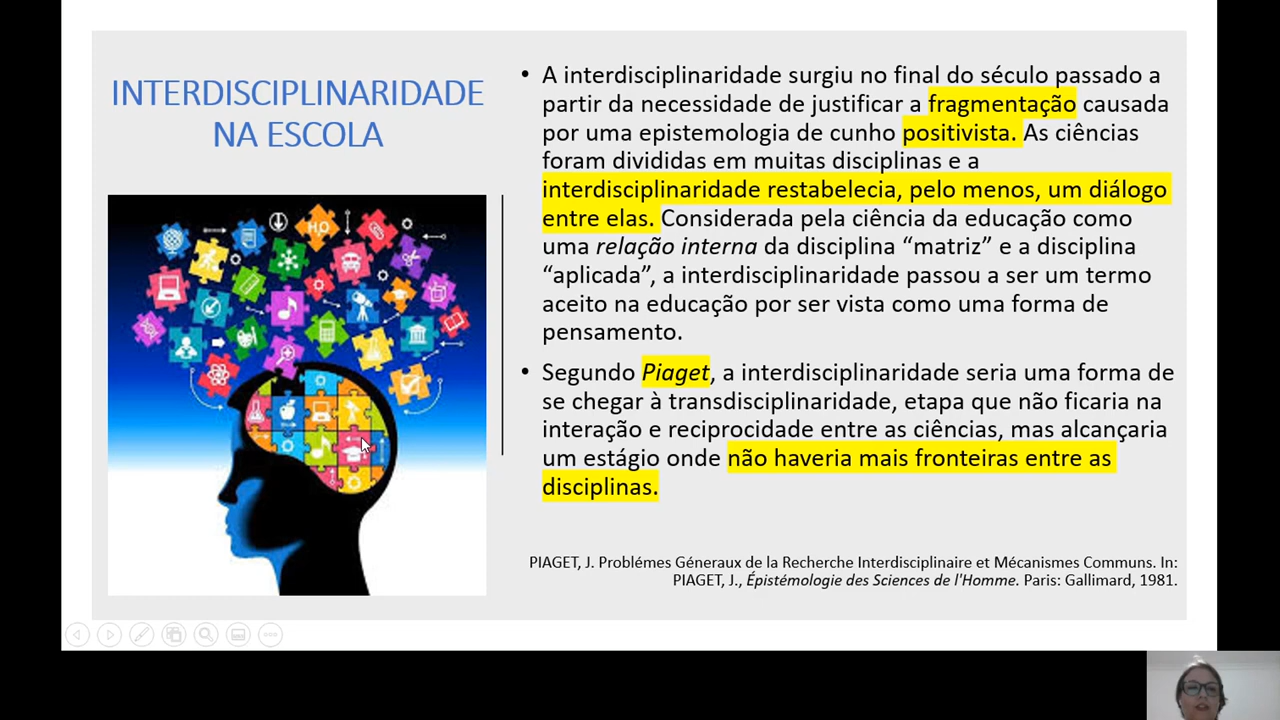 INTERDISCIPLINARIDADE
NA ESCOLA
H₂O
• A interdisciplinaridade surgiu no final do século passado a
partir da necessidade de justificar a fragmentação causada
por uma epistemologia de cunho positivista. As ciências
foram divididas em muitas disciplinas e a
interdisciplinaridade restabelecia, pelo menos, um diálogo
entre elas. Considerada pela ciência da educação como
uma relação interna da disciplina “matriz” e a disciplina
“aplicada”, a interdisciplinaridade passou a ser um termo
aceito na educação por ser vista como uma forma de
pensamento.
• Segundo Piaget, a interdisciplinaridade seria uma forma de
se chegar à transdisciplinaridade, etapa que não ficaria na
interação e reciprocidade entre as ciências, mas alcançaria
um estágio onde não haveria mais fronteiras entre as
disciplinas.
PIAGET, J. Problémes Géneraux de la Recherche Interdisciplinaire et Mécanismes Communs. In:
PIAGET, J., Épistémologie des Sciences de l'Homme. Paris: Gallimard, 1981.